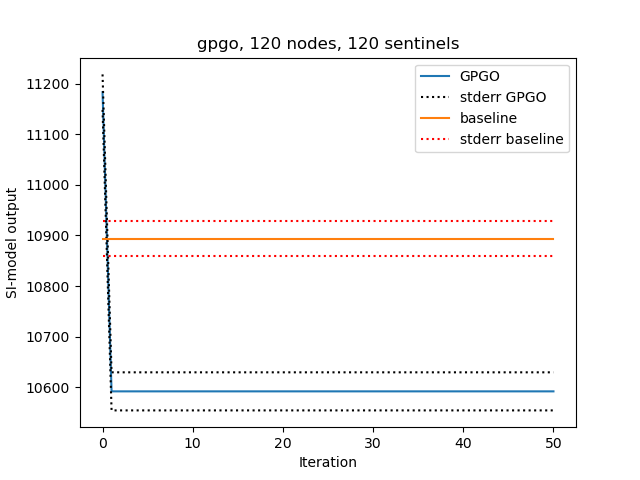 gpgo, 120 nodes, 120 sentinels
GPGO
stderr GPGO
baseline
stderr baseline
SI-model output
11200
11100
11000
10900
10800
10700
10600
0 10 20 30 40 50
Iteration